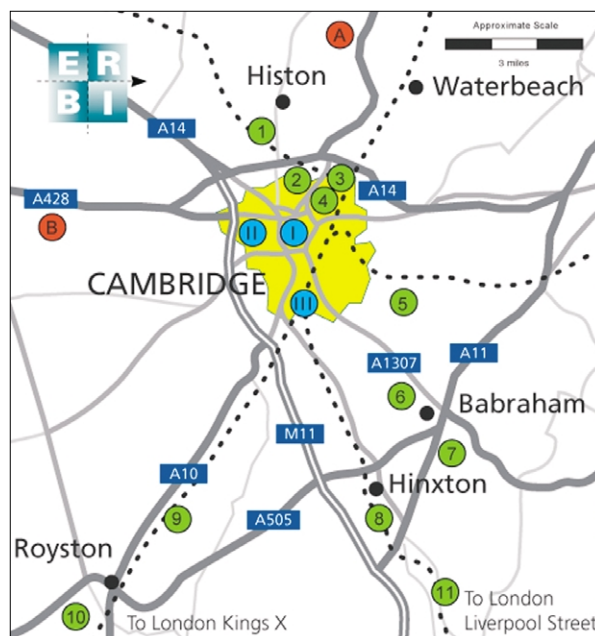 Approximate Scale
3 miles
A
ER
BI
Histon
Waterbeach
A14
1
2
3
4
A14
A428
B
II
I
CAMBRIDGE
III
5
A11
A1307
6
Babraham
M11
7
A10
Hinxton
9
A505
8
Royston
10
To London Kings X
11
To London
Liverpool Street